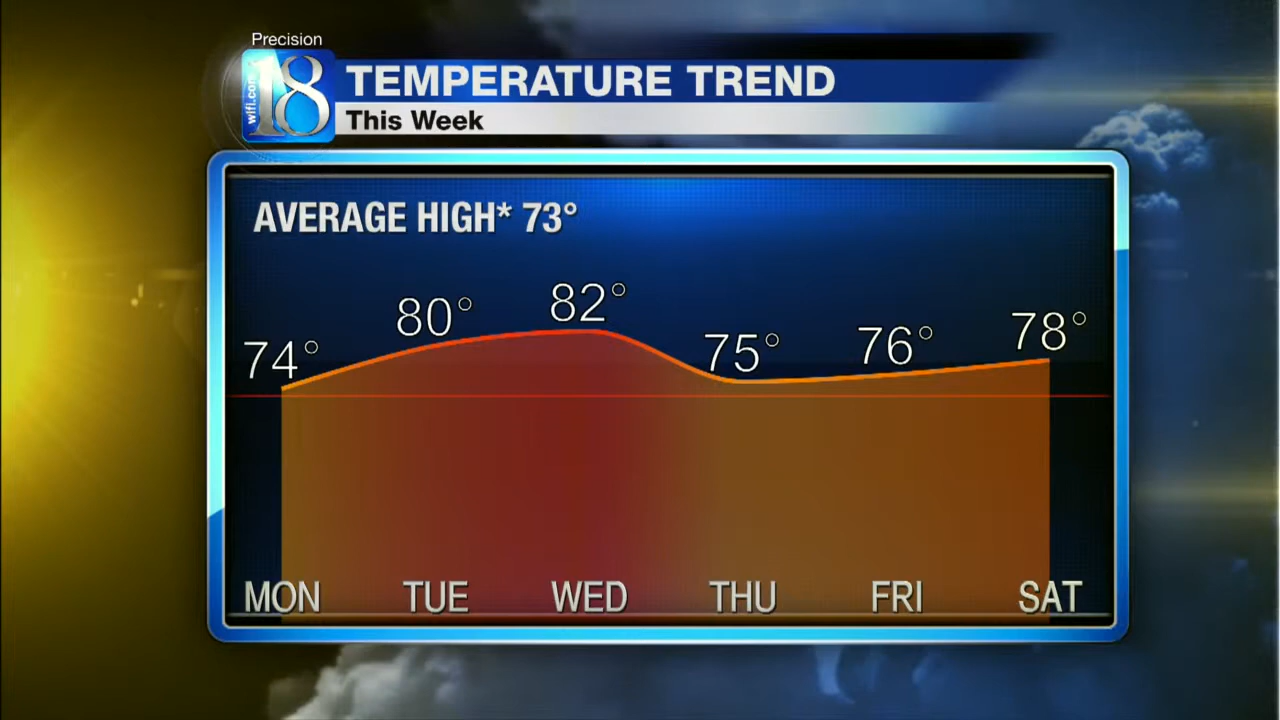 Precision
wlfi.com
18
TEMPERATURE TREND
This Week
AVERAGE HIGH* 73°
74° 80° 82° 75° 76° 78°
MON TUE WED THU FRI SAT